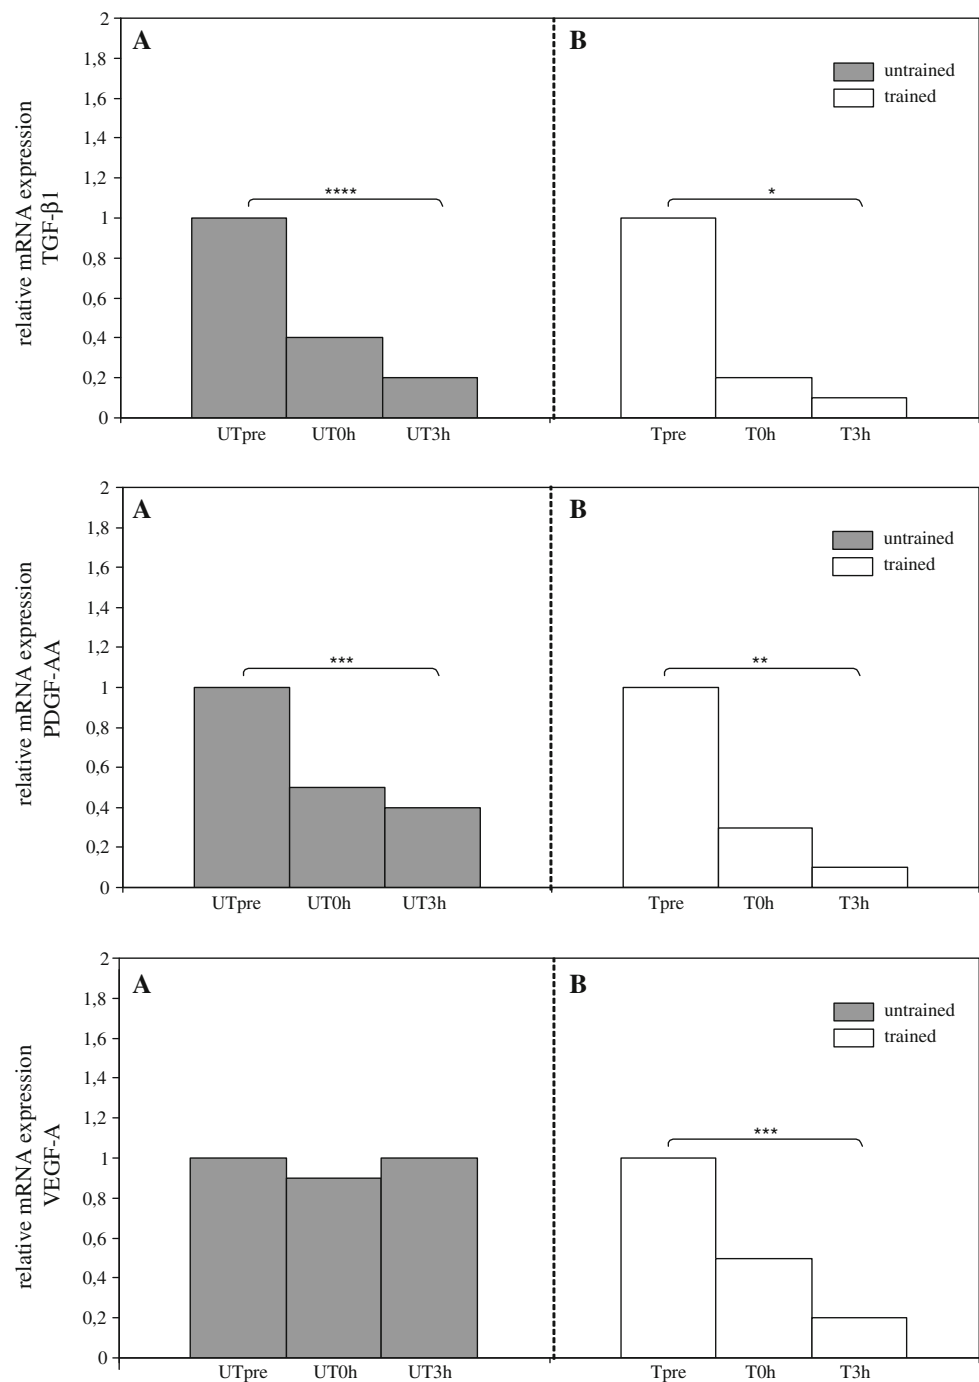 A
B
untrained
trained
relative mRNA expression
TGF-β1
2
1,8
1,6
1,4
1,2
1
0,8
0,6
0,4
0,2
0
****
*
UTpre UT0h UT3h Tpre T0h T3h
A
B
untrained
trained
relative mRNA expression
PDGF-AA
2
1,8
1,6
1,4
1,2
1
0,8
0,6
0,4
0,2
0
***
**
UTpre UT0h UT3h Tpre T0h T3h
A
B
untrained
trained
relative mRNA expression
VEGF-A
2
1,8
1,6
1,4
1,2
1
0,8
0,6
0,4
0,2
0
***
UTpre UT0h UT3h Tpre T0h T3h